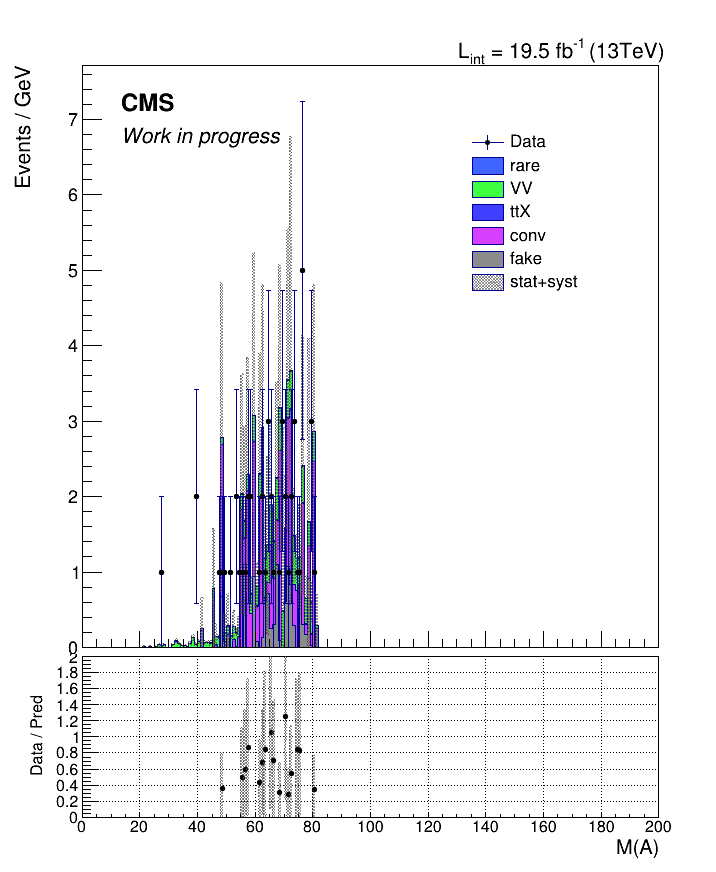 L_int = 19.5 fb^-1 (13TeV)
Events / GeV
CMS
Work in progress
7
6
5
4
3
2
1
0
Data
rare
VV
ttX
conv
fake
stat+syst
Data / Pred
2
1.8
1.6
1.4
1.2
1
0.8
0.6
0.4
0.2
0
0 20 40 60 80 100 120 140 160 180 200
M(A)